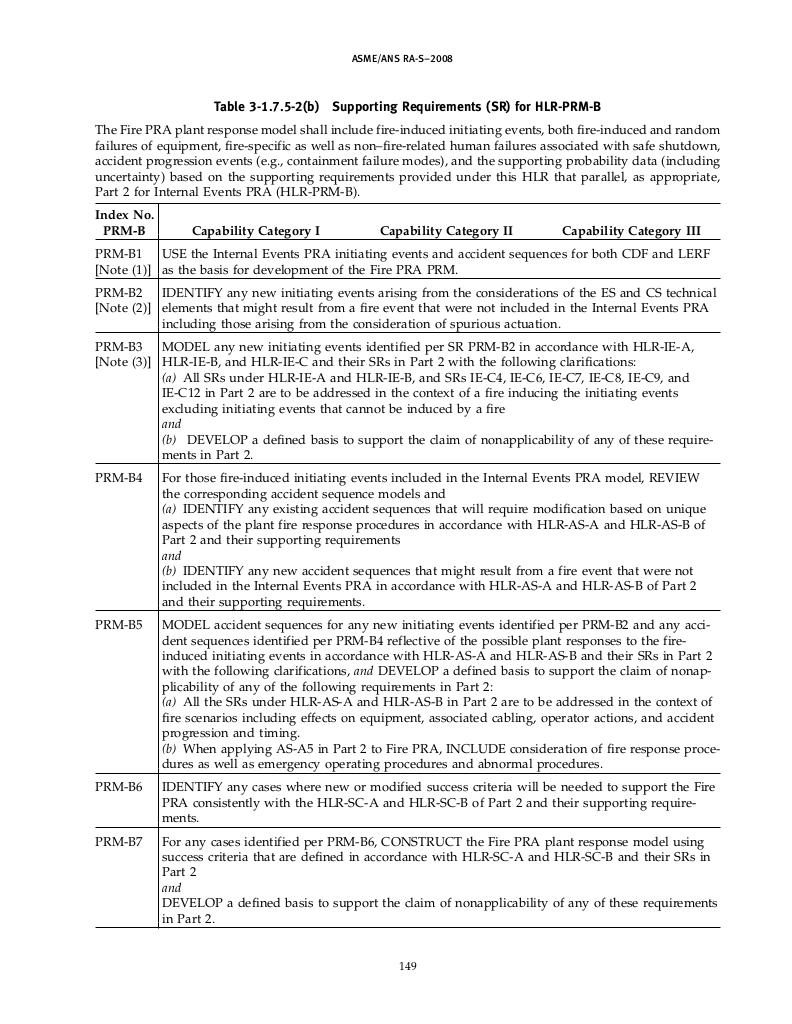 ASME/ANS RA-S–2008
Table 3-1.7.5-2(b) Supporting Requirements (SR) for HLR-PRM-B
The Fire PRA plant response model shall include fire-induced initiating events, both fire-induced and random
failures of equipment, fire-specific as well as non–fire-related human failures associated with safe shutdown,
accident progression events (e.g., containment failure modes), and the supporting probability data (including
uncertainty) based on the supporting requirements provided under this HLR that parallel, as appropriate,
Part 2 for Internal Events PRA (HLR-PRM-B).
Index No.
PRM-B Capability Category I Capability Category II Capability Category III
PRM-B1 USE the Internal Events PRA initiating events and accident sequences for both CDF and LERF
[Note (1)] as the basis for development of the Fire PRA PRM.
PRM-B2 IDENTIFY any new initiating events arising from the considerations of the ES and CS technical
[Note (2)] elements that might result from a fire event that were not included in the Internal Events PRA
including those arising from the consideration of spurious actuation.
PRM-B3 MODEL any new initiating events identified per SR PRM-B2 in accordance with HLR-IE-A,
[Note (3)] HLR-IE-B, and HLR-IE-C and their SRs in Part 2 with the following clarifications:
(a) All SRs under HLR-IE-A and HLR-IE-B, and SRs IE-C4, IE-C6, IE-C7, IE-C8, IE-C9, and
IE-C12 in Part 2 are to be addressed in the context of a fire inducing the initiating events
excluding initiating events that cannot be induced by a fire
and
(b) DEVELOP a defined basis to support the claim of nonapplicability of any of these require-
ments in Part 2.
PRM-B4 For those fire-induced initiating events included in the Internal Events PRA model, REVIEW
the corresponding accident sequence models and
(a) IDENTIFY any existing accident sequences that will require modification based on unique
aspects of the plant fire response procedures in accordance with HLR-AS-A and HLR-AS-B of
Part 2 and their supporting requirements
and
(b) IDENTIFY any new accident sequences that might result from a fire event that were not
included in the Internal Events PRA in accordance with HLR-AS-A and HLR-AS-B of Part 2
and their supporting requirements.
PRM-B5 MODEL accident sequences for any new initiating events identified per PRM-B2 and any acci-
dent sequences identified per PRM-B4 reflective of the possible plant responses to the fire-
induced initiating events in accordance with HLR-AS-A and HLR-AS-B and their SRs in Part 2
with the following clarifications, and DEVELOP a defined basis to support the claim of nonap-
plicability of any of the following requirements in Part 2:
(a) All the SRs under HLR-AS-A and HLR-AS-B in Part 2 are to be addressed in the context of
fire scenarios including effects on equipment, associated cabling, operator actions, and accident
progression and timing.
(b) When applying AS-A5 in Part 2 to Fire PRA, INCLUDE consideration of fire response proce-
dures as well as emergency operating procedures and abnormal procedures.
PRM-B6 IDENTIFY any cases where new or modified success criteria will be needed to support the Fire
PRA consistently with the HLR-SC-A and HLR-SC-B of Part 2 and their supporting require-
ments.
PRM-B7 For any cases identified per PRM-B6, CONSTRUCT the Fire PRA plant response model using
success criteria that are defined in accordance with HLR-SC-A and HLR-SC-B and their SRs in
Part 2
and
DEVELOP a defined basis to support the claim of nonapplicability of any of these requirements
in Part 2.
149